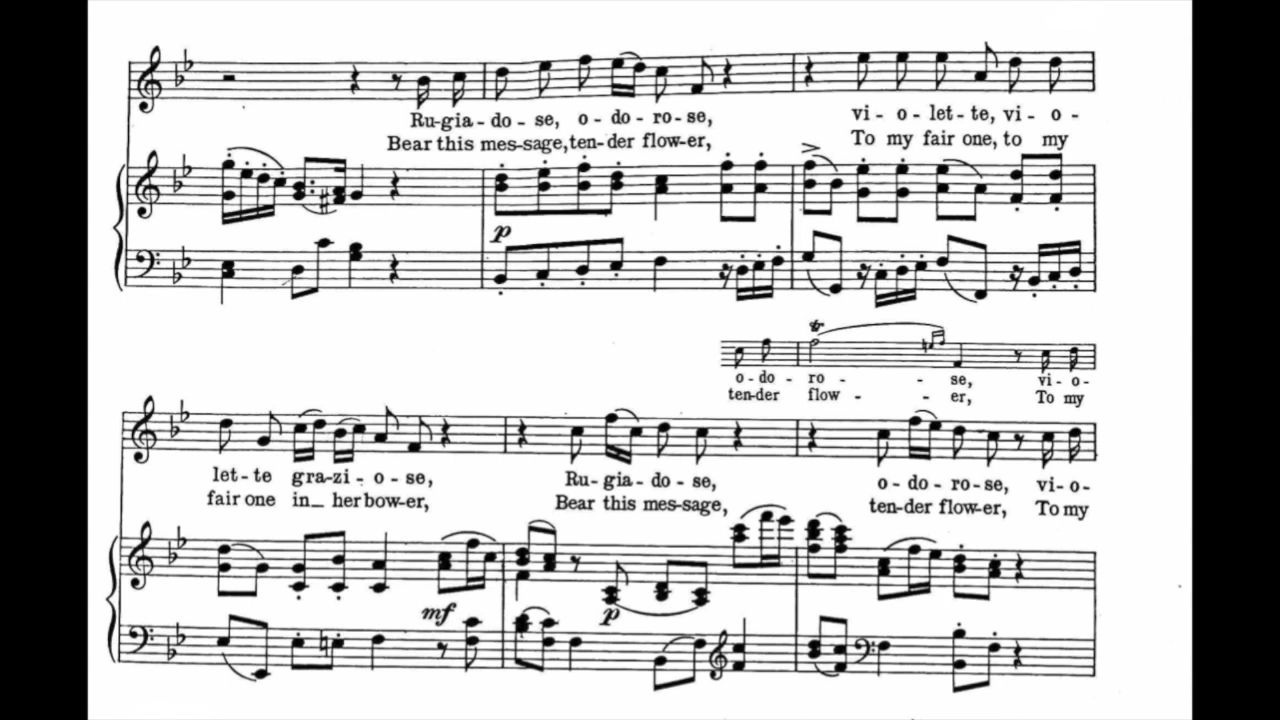 Ru-gia-do-se, o-do-ro-se, vi-o-let-te, vi-o-
Bear this mes-sage, ten-der flow-er, To my fair one, to my
p
o-do-ro--se, vi-o-
ten-der flow--er, To my
let-te gra-zi-o-se, Ru-gia-do-se, o-do-ro-se, vi-o-
fair one in_ her bow-er, Bear this mes-sage, ten-der flow-er, To my
mf p